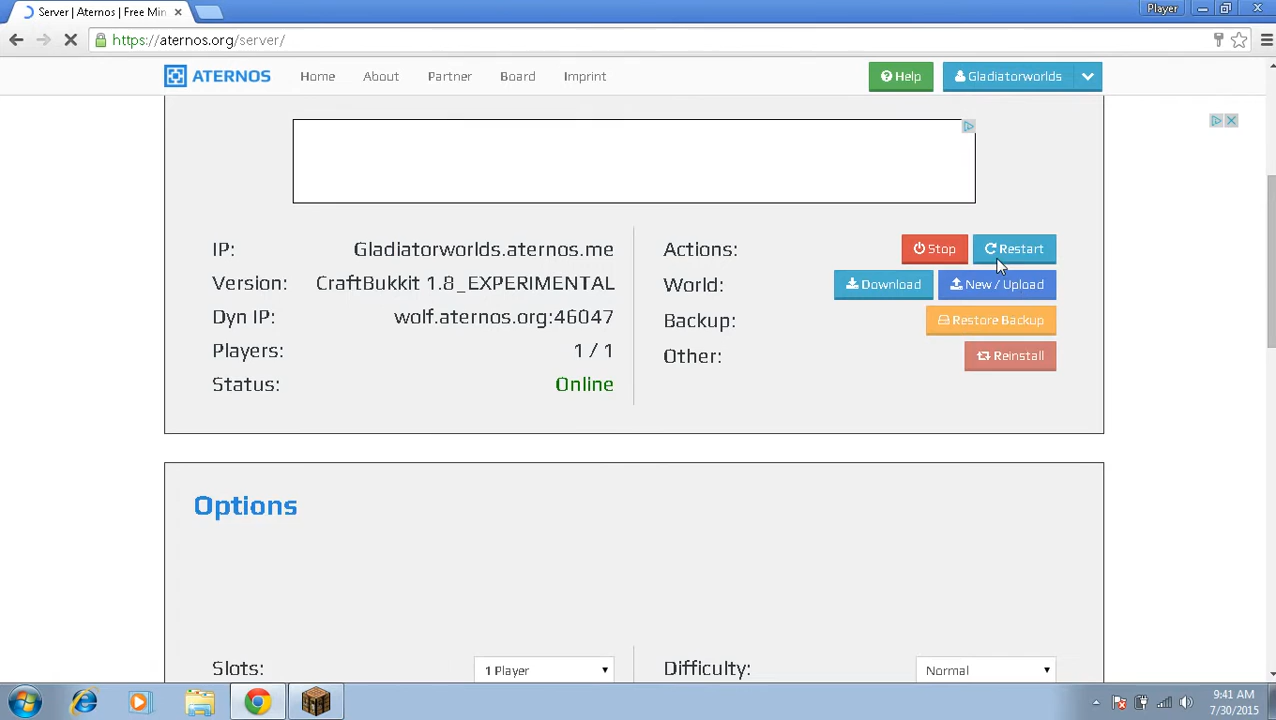 Server | Aternos | Free Min
Player
https://aternos.org/server/
ATERNOS Home About Partner Board Imprint Help Gladiatorworlds
IP: Gladiatorworlds.aternos.me
Version: CraftBukkit 1.8_EXPERIMENTAL
Dyn IP: wolf.aternos.org:46047
Players: 1 / 1
Status: Online
Actions: Stop Restart
World: Download New / Upload
Backup: Restore Backup
Other: Reinstall
Options
Slots: 1 Player
Difficulty: Normal
9:41 AM
7/30/2015